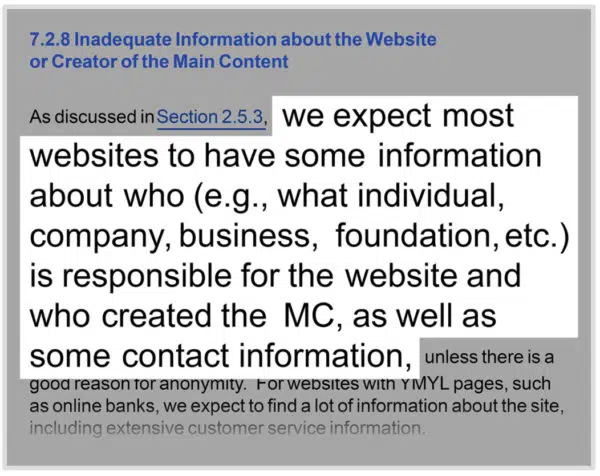 7.2.8 Inadequate Information about the Website
or Creator of the Main Content
As discussed in Section 2.5.3, we expect most
websites to have some information
about who (e.g., what individual,
company, business, foundation, etc.)
is responsible for the website and
who created the MC, as well as
some contact information, unless there is a
good reason for anonymity. For websites with YMYL pages, such
as online banks, we expect to find a lot of information about the site,
including extensive customer service information.